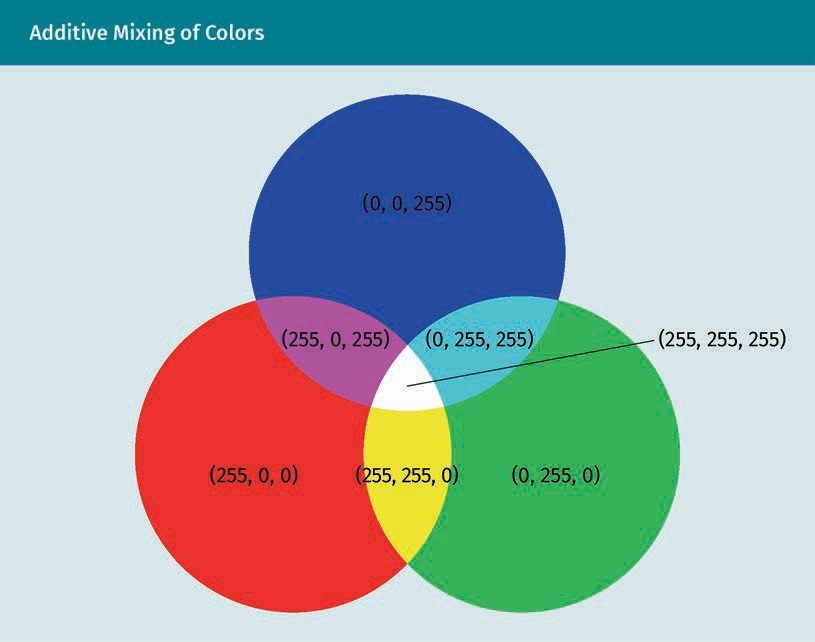 Additive Mixing of Colors
(0, 0, 255)
(255, 0, 255)
(0, 255, 255)
(255, 255, 255)
(255, 0, 0)
(255, 255, 0)
(0, 255, 0)